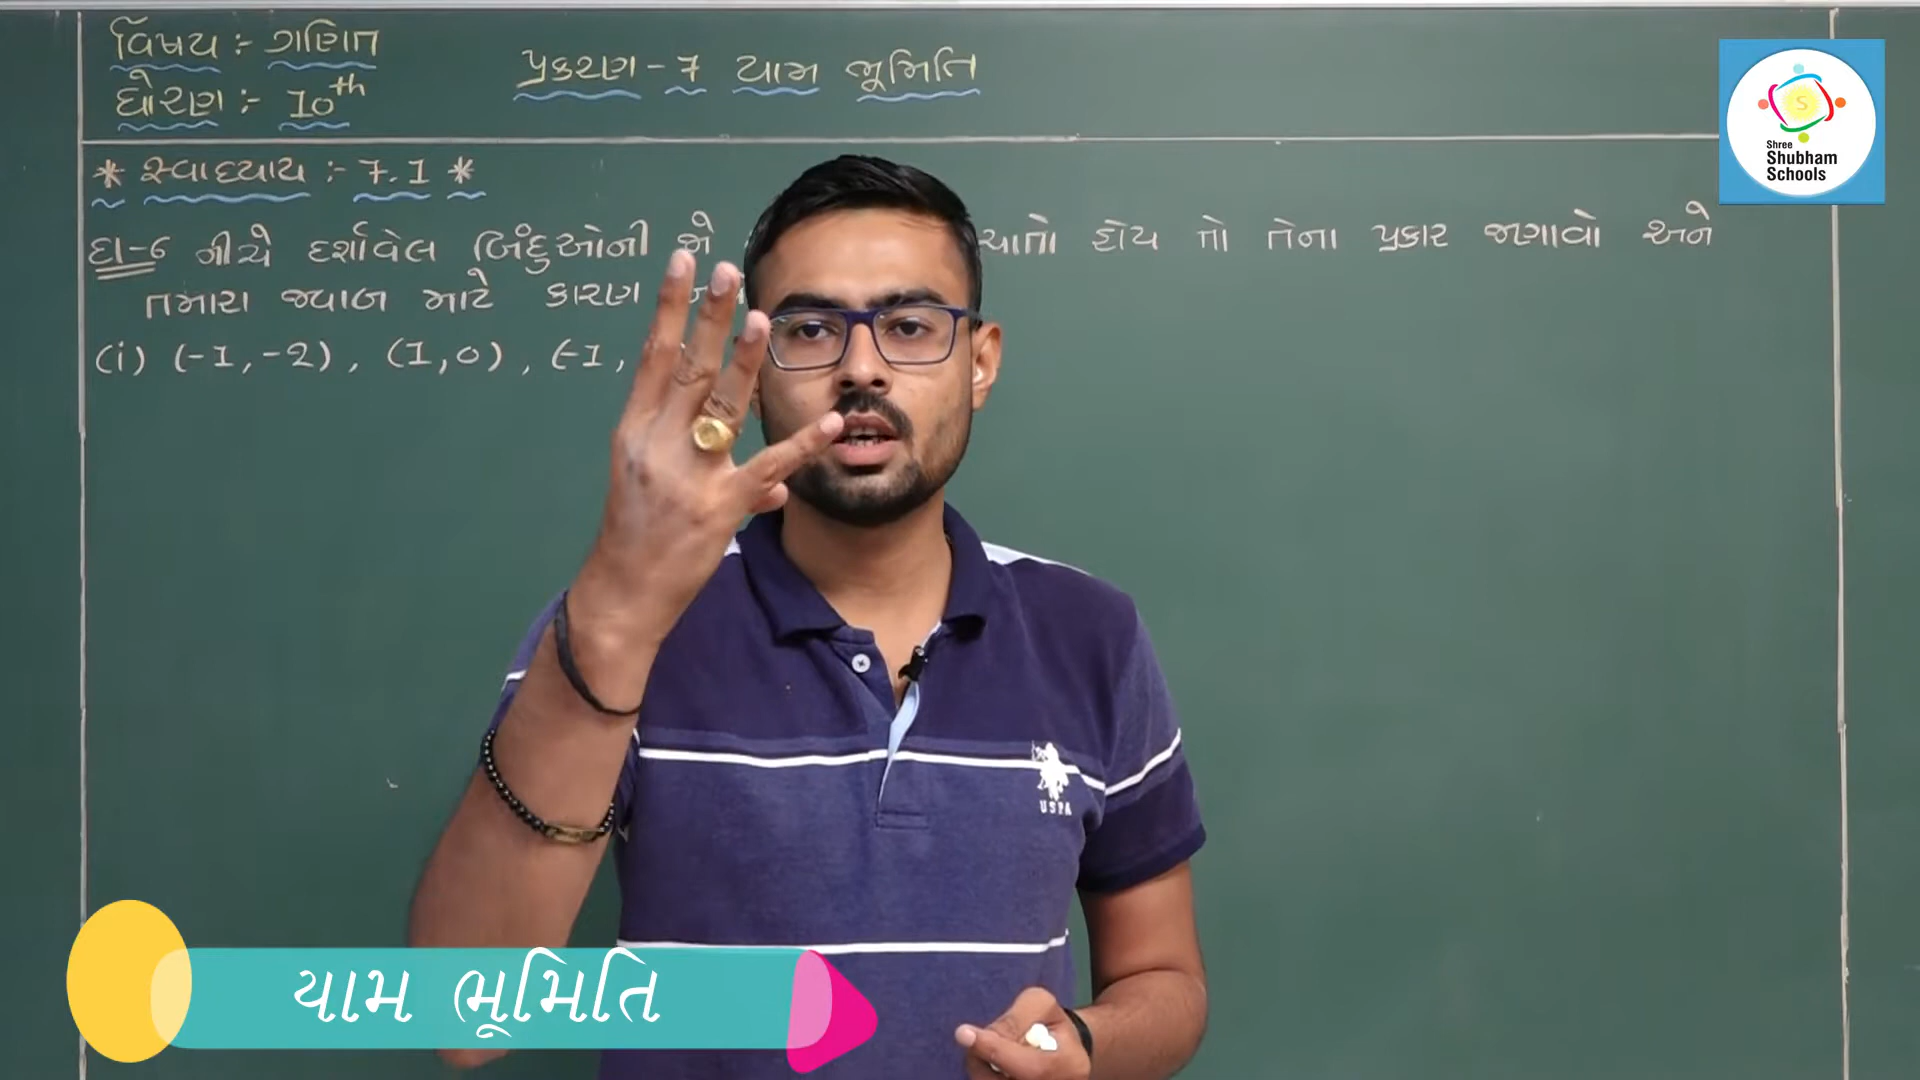 વિષય :- ગણિત
ધોરણ :- 10th
પ્રકરણ - 7 યામ ભૂમિતિ
* સ્વાધ્યાય :- 7.1 *
દા-6 નીચે દર્શાવેલ બિંદુઓની જો હોય તો તેના પ્રકાર જણાવો અને
તમારા જવાબ માટે કારણ
(i) (-1,-2) , (1,0) , (-1,
Shree
Shubham
Schools
S
USPA
યામ ભૂમિતિ